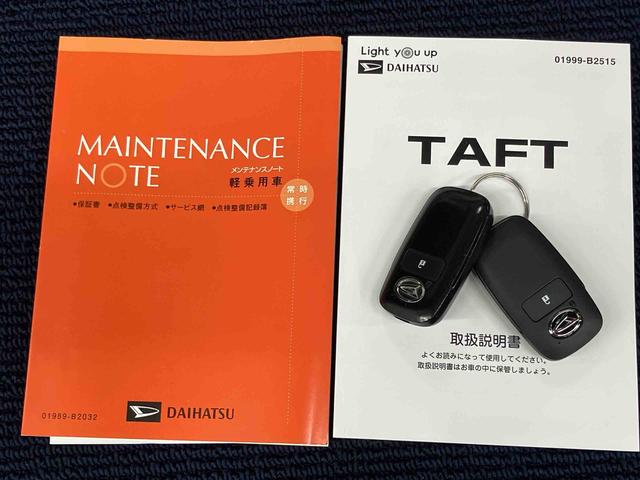 MAINTENANCE
NOTE
メンテナンスノート
軽乗用車
常時
携行
●保証書 ●点検整備方式 ●サービス網 ●点検整備記録簿
01989-B2032
DAIHATSU
Light you up
DAIHATSU
01999-B2515
TAFT
取扱説明書
よくお読みになって使用してください。
取扱説明書はお車の中に保管しましょう。